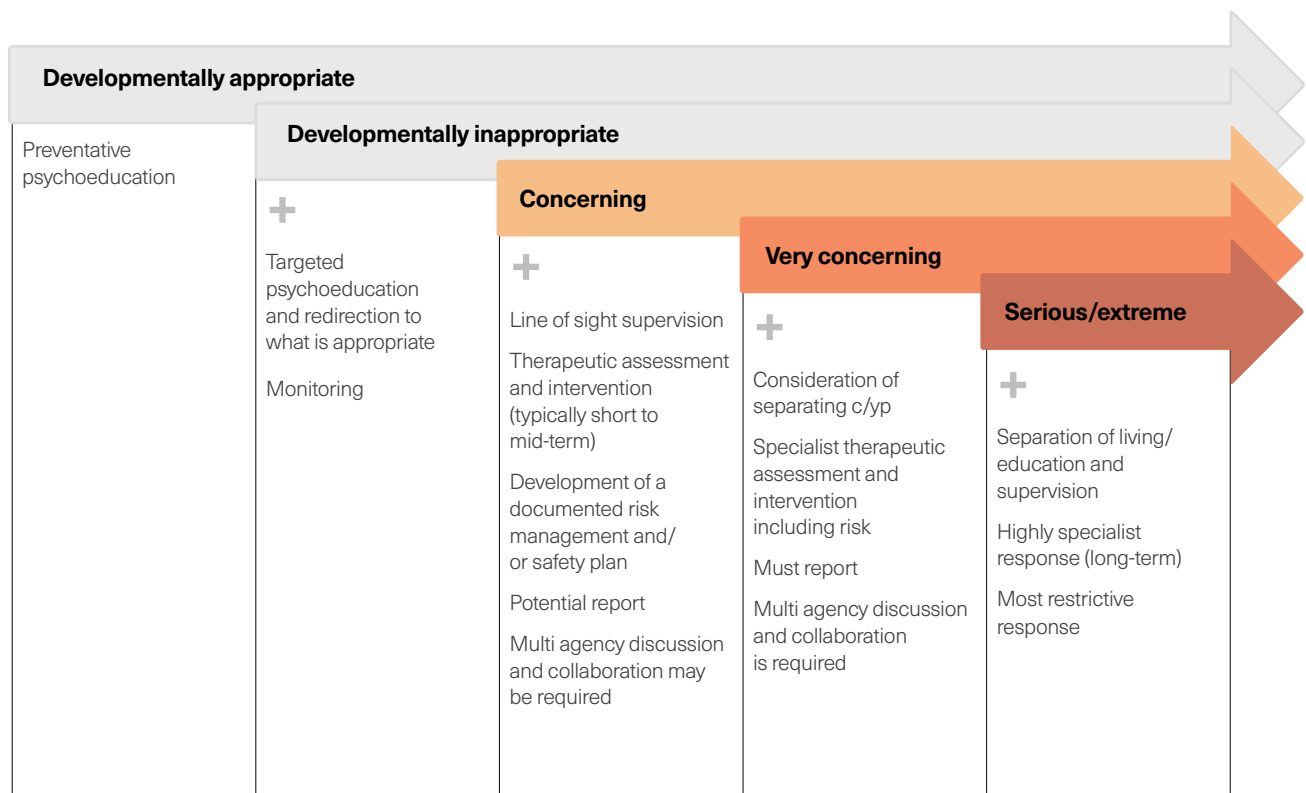 Developmentally appropriate
Preventative
psychoeducation
Developmentally inappropriate
+
Targeted
psychoeducation
and redirection to
what is appropriate
Monitoring
Concerning
+
Line of sight supervision
Therapeutic assessment
and intervention
(typically short to
mid-term)
Development of a
documented risk
management and/
or safety plan
Potential report
Multi agency discussion
and collaboration may
be required
Very concerning
+
Consideration of
separating c/yp
Specialist therapeutic
assessment and
intervention
including risk
Must report
Multi agency discussion
and collaboration
is required
Serious/extreme
+
Separation of living/
education and
supervision
Highly specialist
response (long-term)
Most restrictive
response